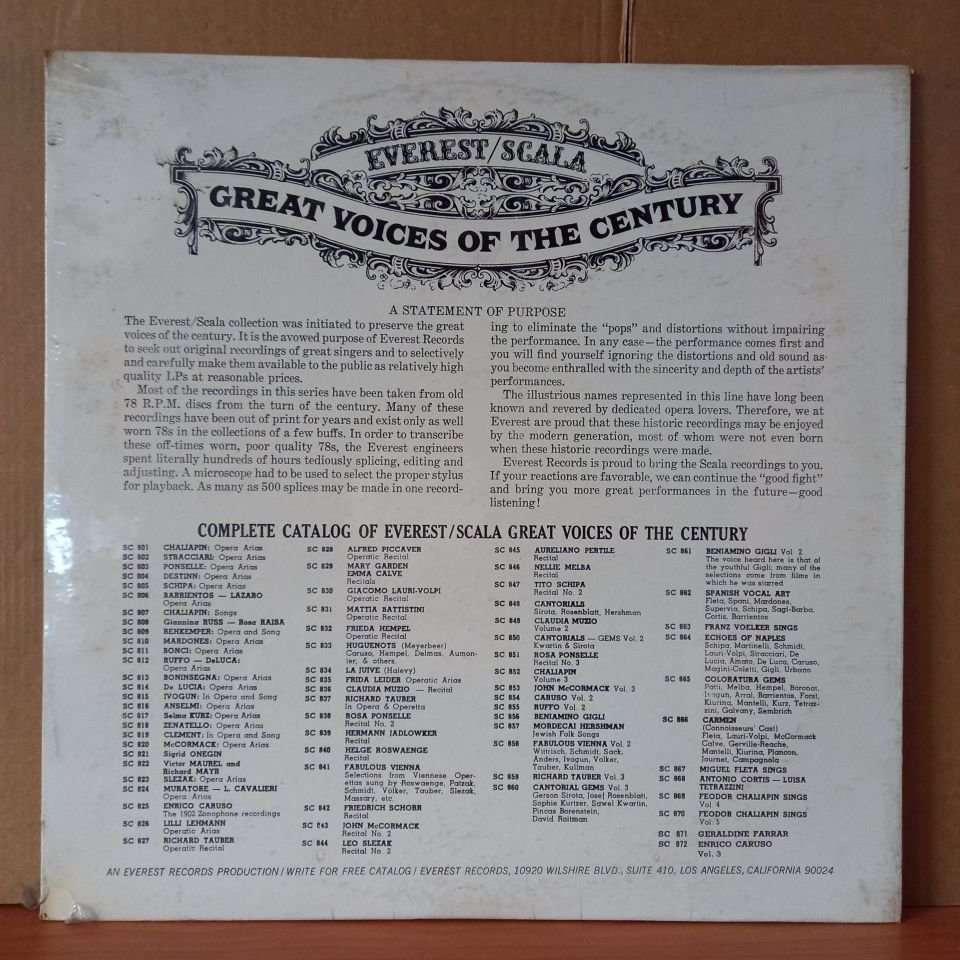 EVEREST/SCALA
GREAT VOICES OF THE CENTURY
A STATEMENT OF PURPOSE
The Everest/Scala collection was initiated to preserve the great
voices of the century. It is the avowed purpose of Everest Records
to seek out original recordings of great singers and to selectively
and carefully make them available to the public as relatively high
quality LPs at reasonable prices.
Most of the recordings in this series have been taken from old
78 R.P.M. discs from the turn of the century. Many of these
recordings have been out of print for years and exist only as well
worn 78s in the collections of a few buffs. In order to transcribe
these off-times worn, poor quality 78s, the Everest engineers
spent literally hundreds of hours tediously splicing, editing and
adjusting. A microscope had to be used to select the proper stylus
for playback. As many as 500 splices may be made in one record-
ing to eliminate the "pops" and distortions without impairing
the performance. In any case—the performance comes first and
you will find yourself ignoring the distortions and old sound as
you become enthralled with the sincerity and depth of the artists'
performances.
The illustrious names represented in this line have long been
known and revered by dedicated opera lovers. Therefore, we at
Everest are proud that these historic recordings may be enjoyed
by the modern generation, most of whom were not even born
when these historic recordings were made.
Everest Records is proud to bring the Scala recordings to you.
If your reactions are favorable, we can continue the "good fight"
and bring you more great performances in the future—good
listening!
COMPLETE CATALOG OF EVEREST/SCALA GREAT VOICES OF THE CENTURY
SC 801 CHALIAPIN: Opera Arias
SC 802 STRACCIARI: Opera Arias
SC 803 PONSELLE: Opera Arias
SC 804 DESTINN: Opera Arias
SC 805 SCHIPA: Opera Arias
SC 806 BARRIENTOS — LAZARO
Opera Arias
SC 807 CHALIAPIN: Songs
SC 808 Giannina RUSS — Rosa RAISA
SC 809 REHKEMPER: Opera and Song
SC 810 MARDONES: Opera Arias
SC 811 BONCI: Opera Arias
SC 812 RUFFO — DeLUCA:
Opera Arias
SC 813 BONINSEGNA: Opera Arias
SC 814 De LUCIA: Opera Arias
SC 815 IVOGUN: In Opera and Song
SC 816 ANSELMI: Opera Arias
SC 817 Selma KURZ: Opera Arias
SC 818 ZENATELLO: Opera Arias
SC 819 CLEMENT: In Opera and Song
SC 820 McCORMACK: Opera Arias
SC 821 Sigrid ONEGIN
SC 822 Victor MAUREL and
Richard MAYR
SC 823 SLEZAK: Opera Arias
SC 824 MURATORE — L. CAVALIERI
Opera Arias
SC 825 ENRICO CARUSO
The 1902 Zonophone recordings
SC 826 LILLI LEHMANN
Operatic Arias
SC 827 RICHARD TAUBER
Operatic Recital
SC 828 ALFRED PICCAVER
Operatic Recital
SC 829 MARY GARDEN
EMMA CALVE
Recitals
SC 830 GIACOMO LAURI-VOLPI
Operatic Recital
SC 831 MATTIA BATTISTINI
Operatic Recital
SC 832 FRIEDA HEMPEL
Operatic Recital
SC 833 HUGUENOTS (Meyerbeer)
Caruso, Hempel, Delmas, Aumon-
ier, & others.
SC 834 LA JUIVE (Halevy)
SC 835 FRIDA LEIDER Operatic Arias
SC 836 CLAUDIA MUZIO — Recital
SC 837 RICHARD TAUBER
In Opera & Operetta
SC 838 ROSA PONSELLE
Recital No. 2
SC 839 HERMANN JADLOWKER
Recital
SC 840 HELGE ROSWAENGE
Recital
SC 841 FABULOUS VIENNA
Selections from Viennese Oper-
ettas sung by Roswaenge, Patzak,
Schmidt, Völker, Tauber, Slezak,
Massary, etc.
SC 842 FRIEDRICH SCHORR
Recital
SC 843 JOHN McCORMACK
Recital No. 2
SC 844 LEO SLEZAK
Recital No. 2
SC 845 AURELIANO PERTILE
Recital
SC 846 NELLIE MELBA
Recital
SC 847 TITO SCHIPA
Recital No. 2
SC 848 CANTORIALS
Sirota, Rosenblatt, Hershman
SC 849 CLAUDIA MUZIO
Volume 2
SC 850 CANTORIALS — GEMS Vol. 2
Kwartin & Sirota
SC 851 ROSA PONSELLE
Recital No. 3
SC 852 CHALIAPIN
Volume 3
SC 853 JOHN McCORMACK Vol. 3
SC 854 CARUSO Vol. 2
SC 855 RUFFO Vol. 2
SC 856 BENIAMINO GIGLI
SC 857 MORDECAI HERSHMAN
Jewish Folk Songs
SC 858 FABULOUS VIENNA Vol. 2
Wittrisch, Schmidt, Sack,
Anders, Ivogun, Völker,
Tauber, Kullman
SC 859 RICHARD TAUBER Vol. 3
SC 860 CANTORIAL GEMS Vol. 3
Gerson Sirota, Josef Rosenblatt,
Sophie Kurtzer, Sawel Kwartin,
Pincas Borenstein,
David Roitman
SC 861 BENIAMINO GIGLI Vol 2
The voice heard here is that of
the youthful Gigli; many of the
selections come from films in
which he was starred
SC 862 SPANISH VOCAL ART
Fleta, Spani, Mardones,
Supervia, Schipa, Sagi-Barba,
Cortis, Barrientos
SC 863 FRANZ VOELKER SINGS
SC 864 ECHOES OF NAPLES
Schipa, Martinelli, Schmidt,
Lauri-Volpi, Stracciari, De
Lucia, Amato, De Luca, Caruso,
Magini-Coletti, Gigli, Urbano
SC 865 COLORATURA GEMS
Patti, Melba, Hempel, Boronat,
Ivogun, Arral, Barrientos, Forst,
Kiurina, Mantelli, Kurz, Tetraz-
zini, Galvany, Sembrich
SC 866 CARMEN
(Connoisseurs' Cast)
Fleta, Lauri-Volpi, McCormack
Calve, Gerville-Reache,
Mantelli, Kiurina, Plancon,
Journet, Campagnola
SC 867 MIGUEL FLETA SINGS
SC 868 ANTONIO CORTIS — LUISA
TETRAZZINI
SC 869 FEODOR CHALIAPIN SINGS
Vol. 4
SC 870 FEODOR CHALIAPIN SINGS
Vol. 5
SC 871 GERALDINE FARRAR
SC 872 ENRICO CARUSO
Vol. 3
AN EVEREST RECORDS PRODUCTION / WRITE FOR FREE CATALOG / EVEREST RECORDS, 10920 WILSHIRE BLVD., SUITE 410, LOS ANGELES, CALIFORNIA 90024